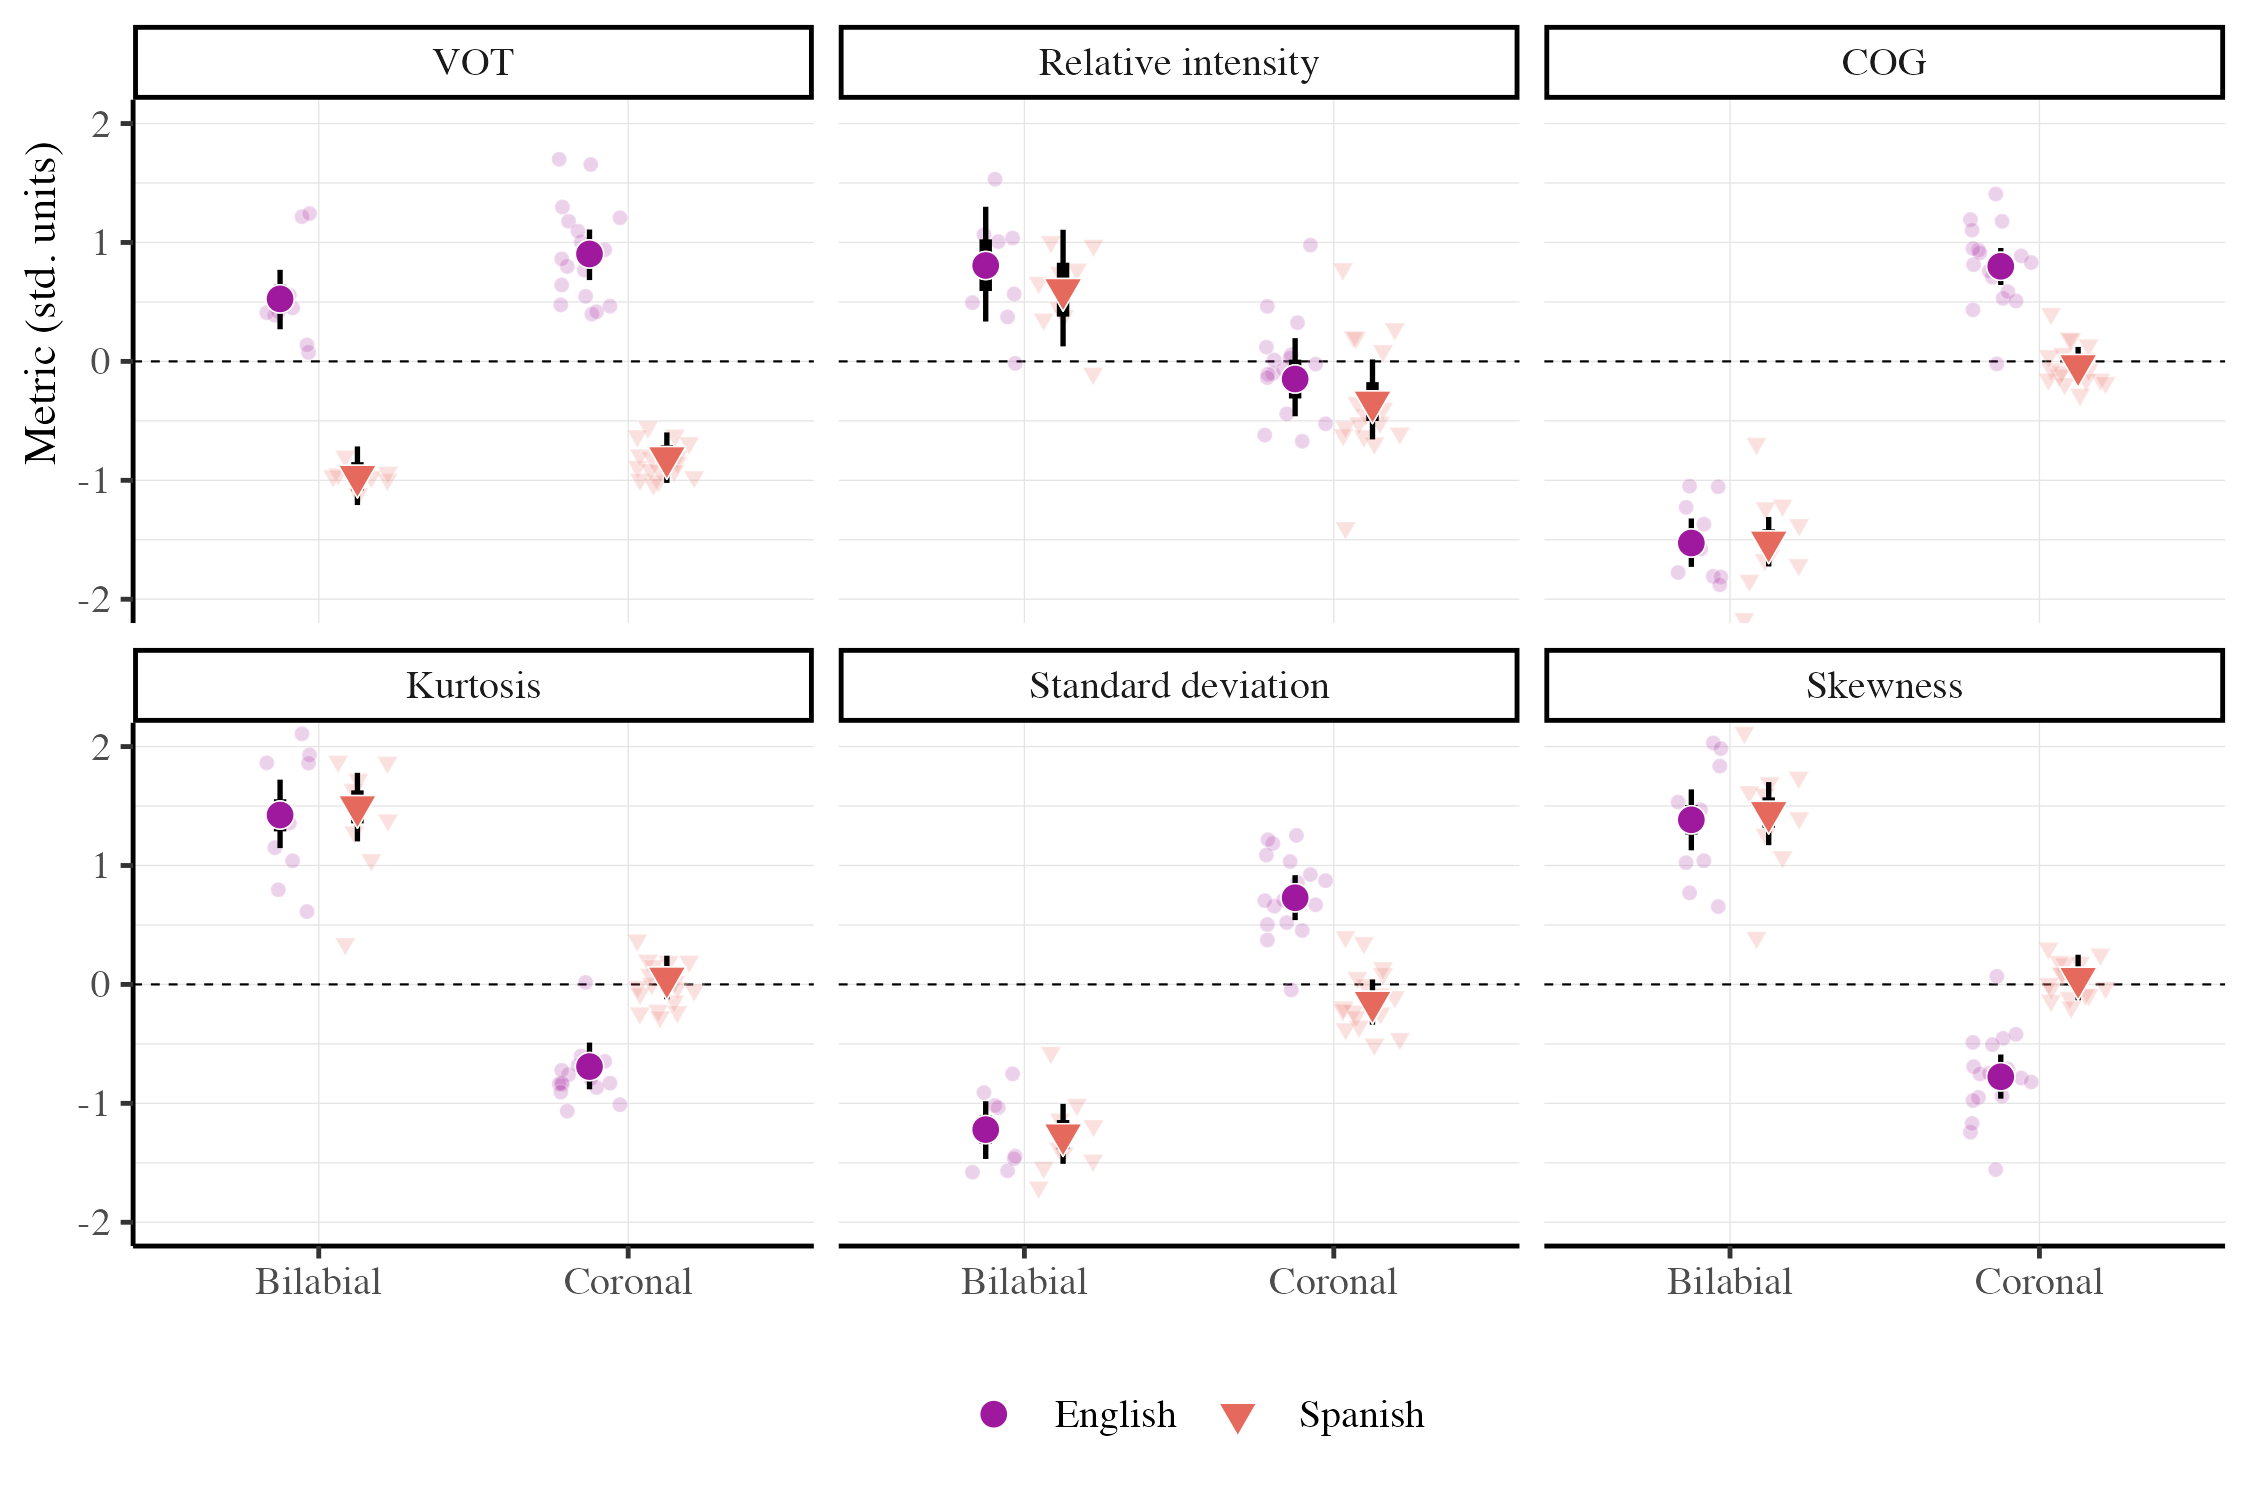 VOT
Relative intensity
COG
Metric (std. units)
2
1
0
-1
-2
Kurtosis
Standard deviation
Skewness
2
1
0
-1
-2
Bilabial
Coronal
Bilabial
Coronal
Bilabial
Coronal
English
Spanish